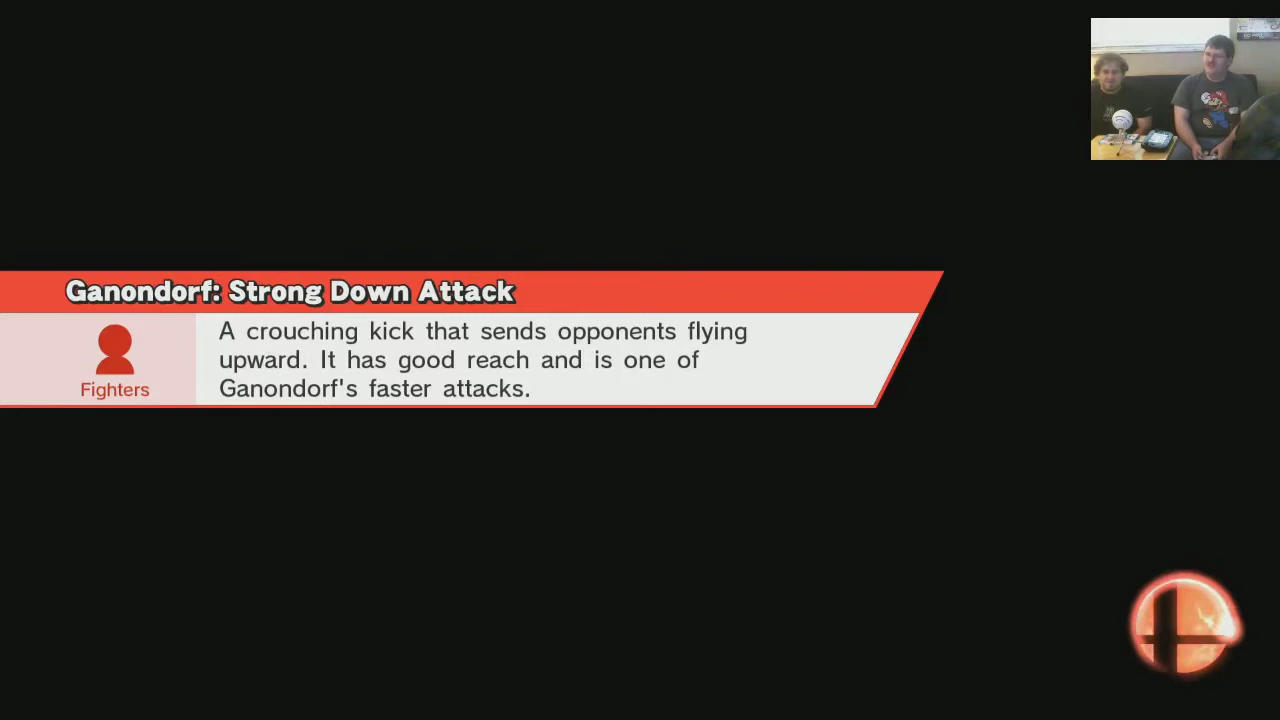 Ganondorf: Strong Down Attack
A crouching kick that sends opponents flying
upward. It has good reach and is one of
Ganondorf's faster attacks.
Fighters